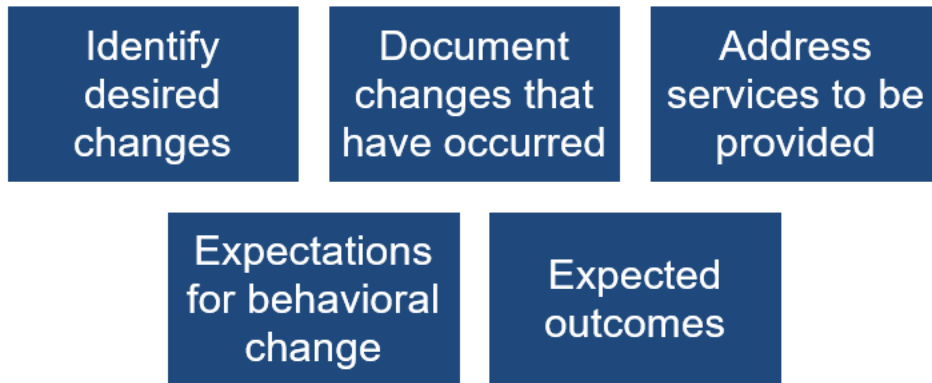 Identify
desired
changes
Document
changes that
have occurred
Address
services to be
provided
Expectations
for behavioral
change
Expected
outcomes